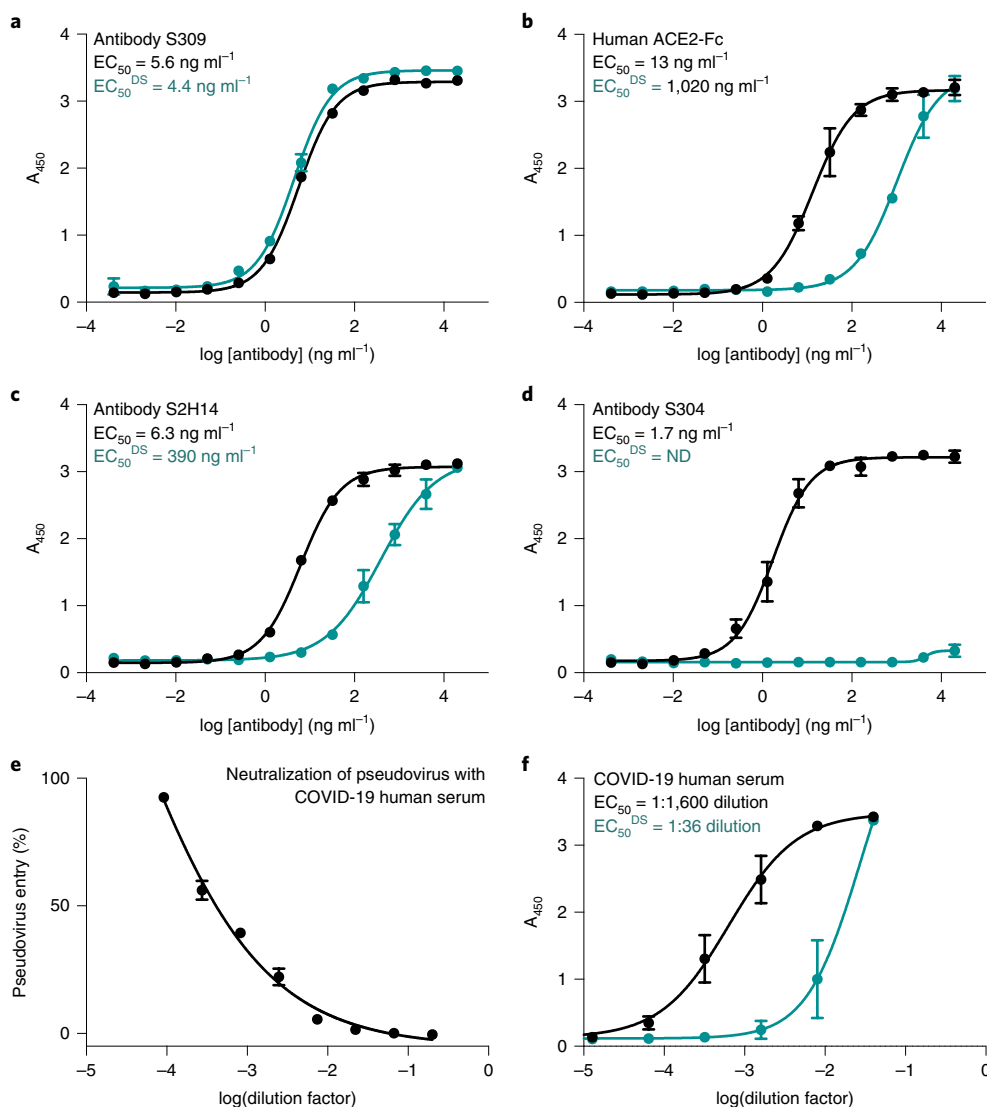 a
Antibody S309
EC₅₀ = 5.6 ng ml⁻¹
EC₅₀ᴰˢ = 4.4 ng ml⁻¹
4
3
2
1
0
A₄₅₀
−4 −2 0 2 4
log [antibody] (ng ml⁻¹)
b
Human ACE2-Fc
EC₅₀ = 13 ng ml⁻¹
EC₅₀ᴰˢ = 1,020 ng ml⁻¹
4
3
2
1
0
A₄₅₀
−4 −2 0 2 4
log [antibody] (ng ml⁻¹)
c
Antibody S2H14
EC₅₀ = 6.3 ng ml⁻¹
EC₅₀ᴰˢ = 390 ng ml⁻¹
4
3
2
1
0
A₄₅₀
−4 −2 0 2 4
log [antibody] (ng ml⁻¹)
d
Antibody S304
EC₅₀ = 1.7 ng ml⁻¹
EC₅₀ᴰˢ = ND
4
3
2
1
0
A₄₅₀
−4 −2 0 2 4
log [antibody] (ng ml⁻¹)
e
Neutralization of pseudovirus with
COVID-19 human serum
100
50
0
Pseudovirus entry (%)
−5 −4 −3 −2 −1 0
log(dilution factor)
f
COVID-19 human serum
EC₅₀ = 1:1,600 dilution
EC₅₀ᴰˢ = 1:36 dilution
4
3
2
1
0
A₄₅₀
−5 −4 −3 −2 −1 0
log(dilution factor)